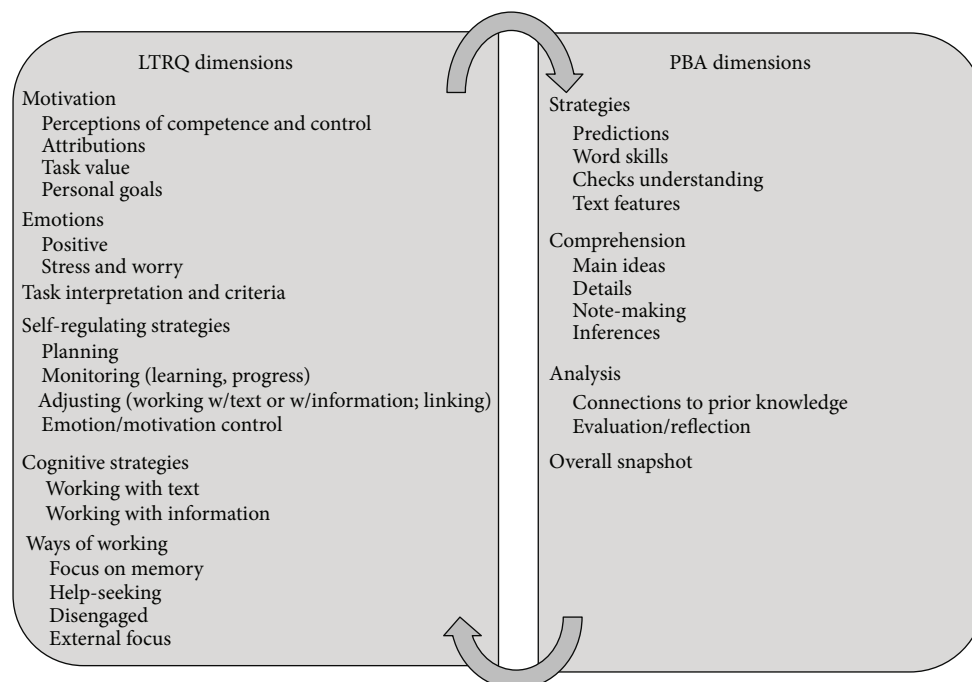 LTRQ dimensions
Motivation
Perceptions of competence and control
Attributions
Task value
Personal goals
Emotions
Positive
Stress and worry
Task interpretation and criteria
Self-regulating strategies
Planning
Monitoring (learning, progress)
Adjusting (working w/text or w/information; linking)
Emotion/motivation control
Cognitive strategies
Working with text
Working with information
Ways of working
Focus on memory
Help-seeking
Disengaged
External focus
PBA dimensions
Strategies
Predictions
Word skills
Checks understanding
Text features
Comprehension
Main ideas
Details
Note-making
Inferences
Analysis
Connections to prior knowledge
Evaluation/reflection
Overall snapshot